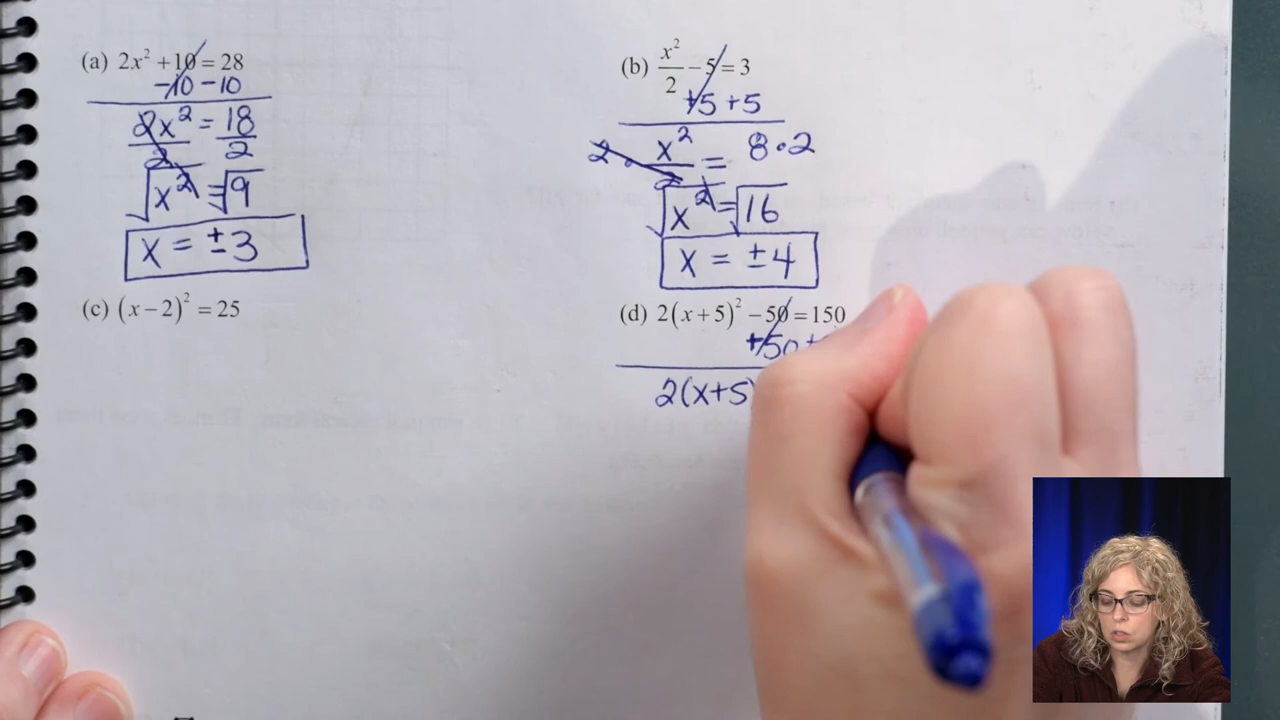 (a) 2x² + 10 = 28
-10 -10
2x² = 18
2 2
√x² = √9
x = ±3
(b) x²/2 - 5 = 3
+5 +5
2 · x²/2 = 8 · 2
√x² = √16
x = ±4
(c) (x - 2)² = 25
(d) 2(x + 5)² - 50 = 150
+50 +
2(x+5)